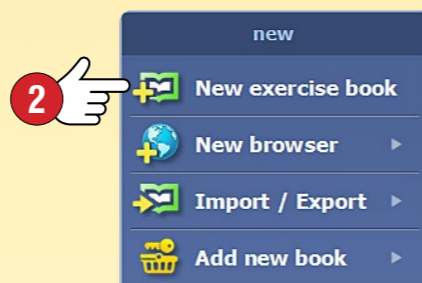 new
2
New exercise book
New browser
Import / Export
Add new book